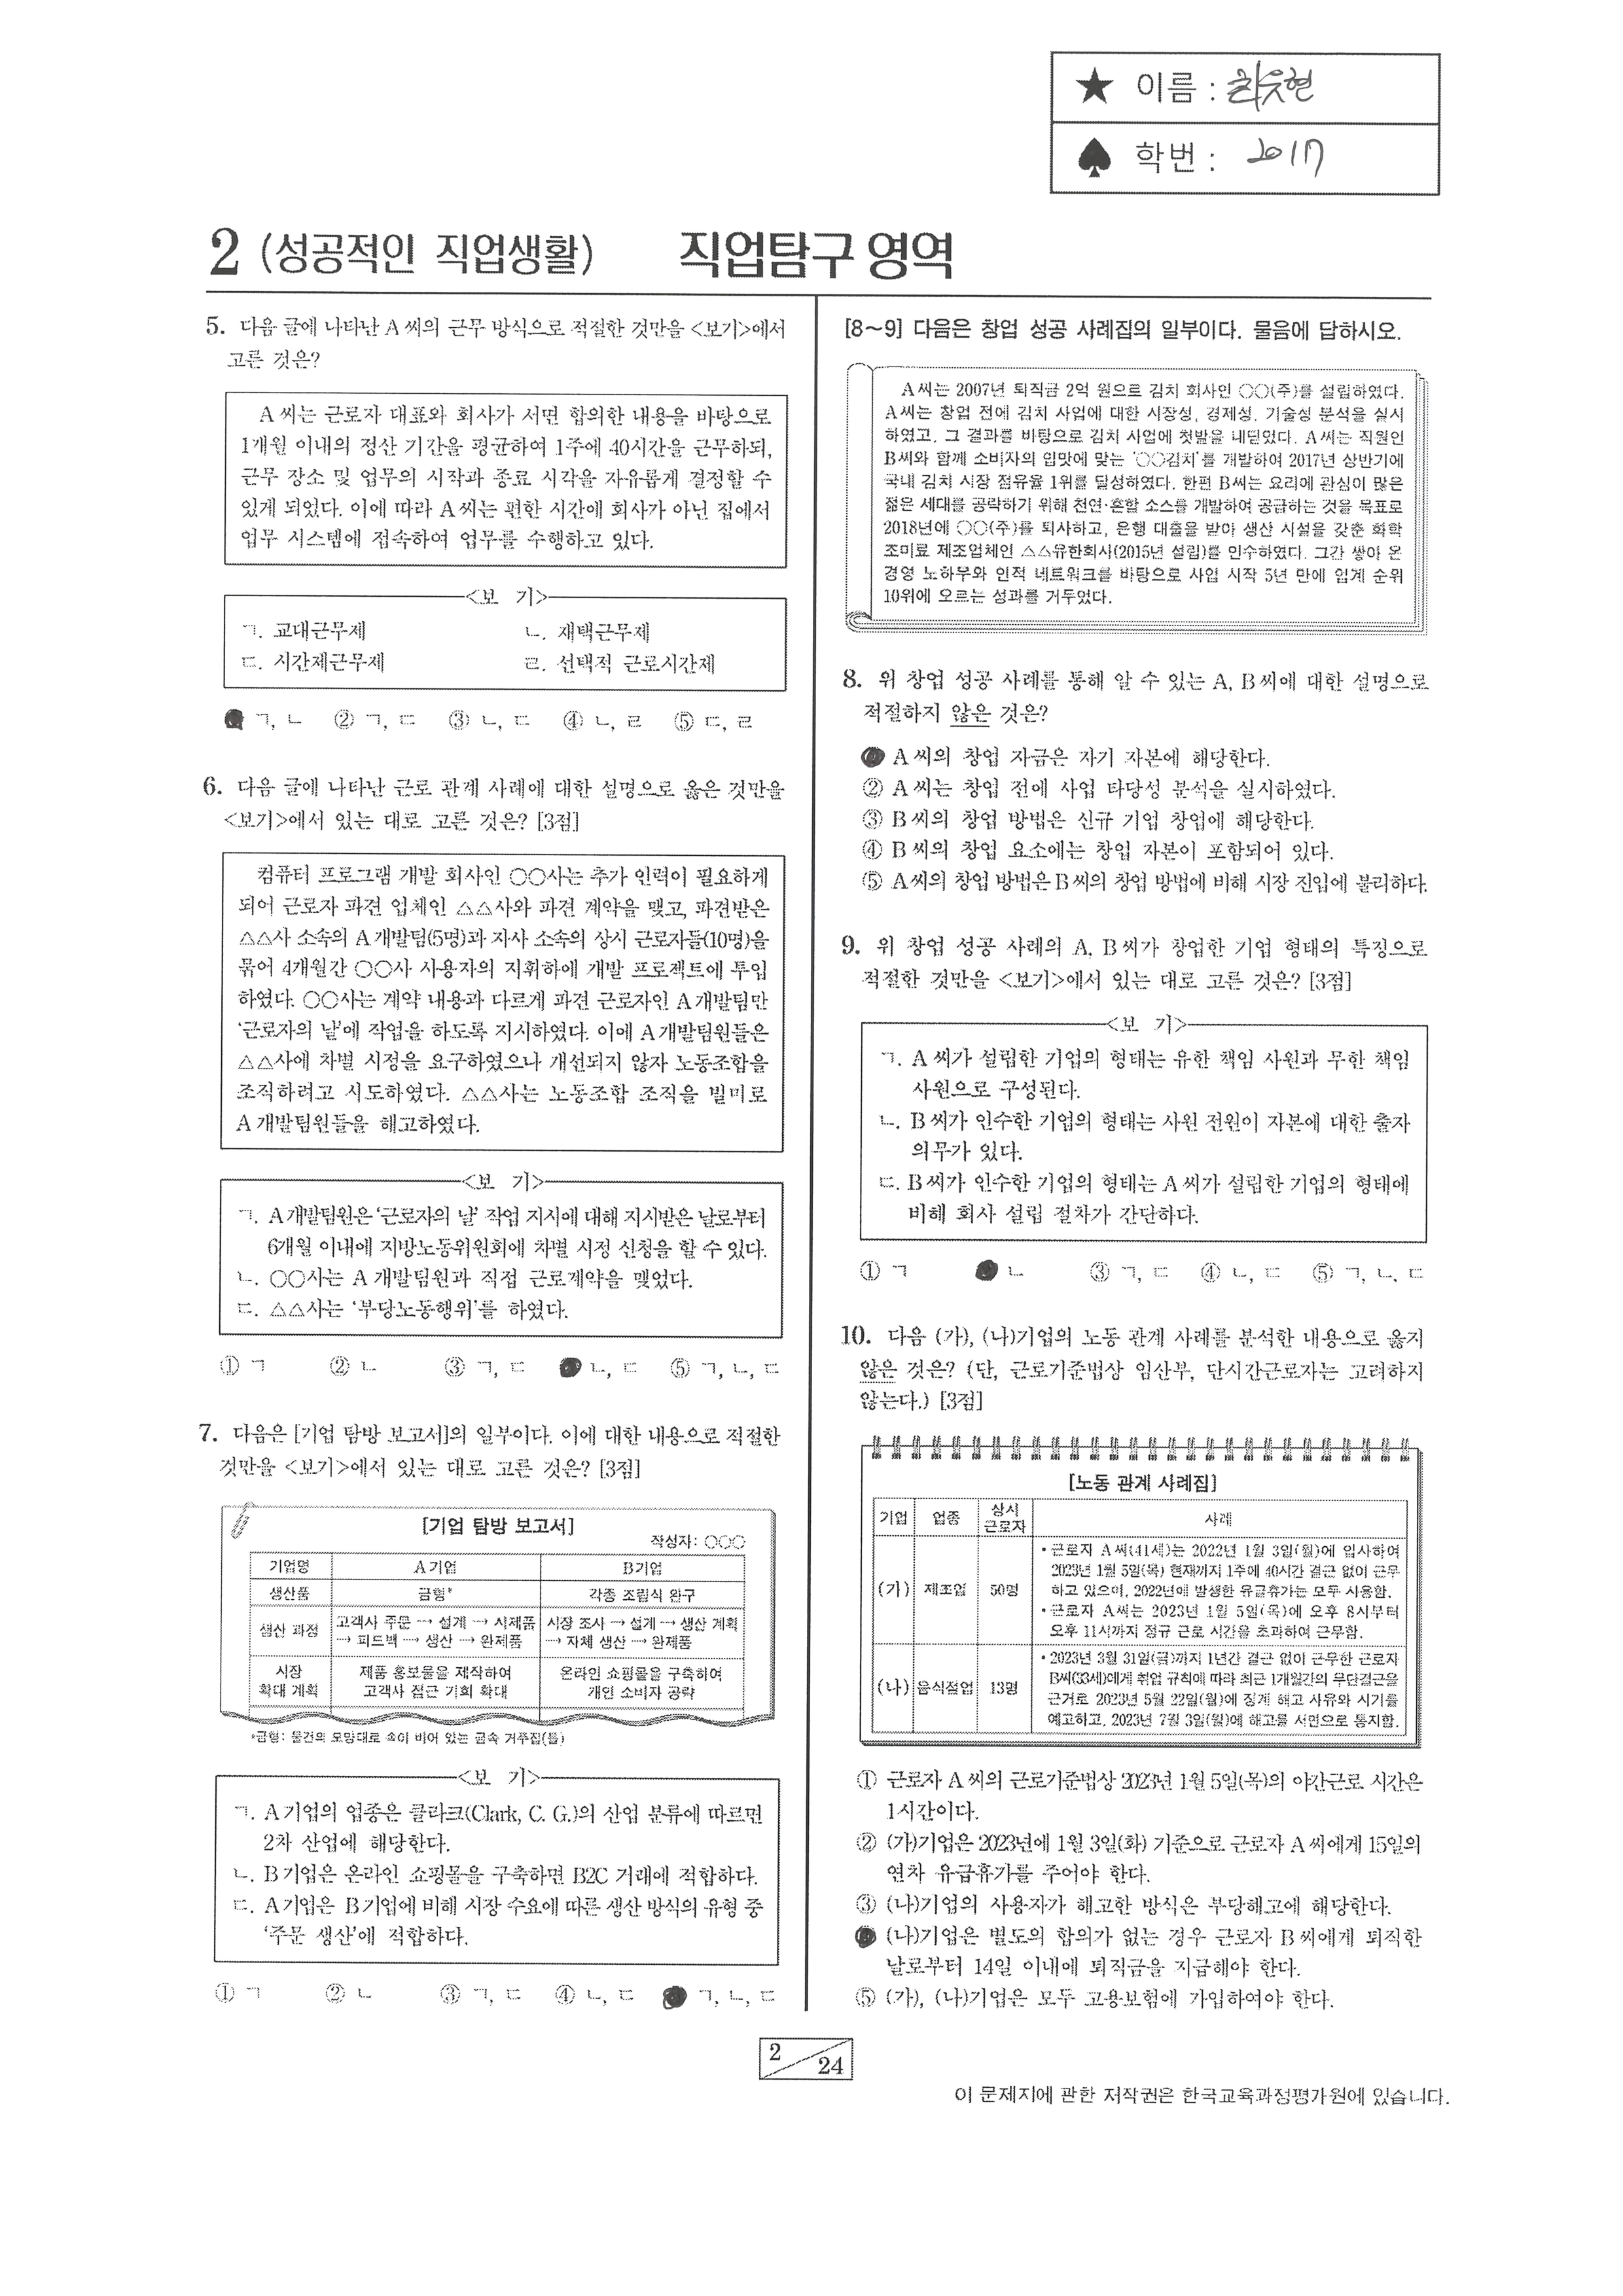 ★ 이름 :
♠ 학번 : 2017
2 (성공적인 직업생활) 직업탐구 영역
5. 다음 글에 나타난 A씨의 근무 방식으로 적절한 것만을 <보기>에서
고른 것은?
A씨는 근로자 대표와 회사가 서면 합의한 내용을 바탕으로
1개월 이내의 정산 기간을 평균하여 1주에 40시간을 근무하되,
근무 장소 및 업무의 시작과 종료 시각을 자유롭게 결정할 수
있게 되었다. 이에 따라 A씨는 편한 시간에 회사가 아닌 집에서
업무 시스템에 접속하여 업무를 수행하고 있다.
<보 기>
ㄱ. 교대근무제 ㄴ. 재택근무제
ㄷ. 시간제근무제 ㄹ. 선택적 근로시간제
ㄱ, ㄴ ② ㄱ, ㄷ ③ ㄴ, ㄷ ④ ㄴ, ㄹ ⑤ ㄷ, ㄹ
6. 다음 글에 나타난 근로 관계 사례에 대한 설명으로 옳은 것만을
<보기>에서 있는 대로 고른 것은? [3점]
컴퓨터 프로그램 개발 회사인 ○○사는 추가 인력이 필요하게
되어 근로자 파견 업체인 △△사와 파견 계약을 맺고, 파견받은
△△사 소속의 A개발팀(5명)과 자사 소속의 상시 근로자들(10명)을
묶어 4개월간 ○○사 사용자의 지휘하에 개발 프로젝트에 투입
하였다. ○○사는 계약 내용과 다르게 파견 근로자인 A개발팀만
'근로자의 날'에 작업을 하도록 지시하였다. 이에 A개발팀원들은
△△사에 차별 시정을 요구하였으나 개선되지 않자 노동조합을
조직하려고 시도하였다. △△사는 노동조합 조직을 빌미로
A개발팀원들을 해고하였다.
<보 기>
ㄱ. A개발팀원은 '근로자의 날' 작업 지시에 대해 지시받은 날로부터
6개월 이내에 지방노동위원회에 차별 시정 신청을 할 수 있다.
ㄴ. ○○사는 A개발팀원과 직접 근로계약을 맺었다.
ㄷ. △△사는 '부당노동행위'를 하였다.
① ㄱ ② ㄴ ③ ㄱ, ㄷ ㄴ, ㄷ ⑤ ㄱ, ㄴ, ㄷ
7. 다음은 [기업 탐방 보고서]의 일부이다. 이에 대한 내용으로 적절한
것만을 <보기>에서 있는 대로 고른 것은? [3점]
[기업 탐방 보고서]
작성자: ○○○
기업명 A기업 B기업
생산품 금형* 각종 조립식 완구
생산 과정 고객사 주문 → 설계 → 시제품 → 피드백 → 생산 → 완제품 시장 조사 → 설계 → 생산 계획 → 자체 생산 → 완제품
시장 확대 계획 제품 홍보물을 제작하여 고객사 접근 기회 확대 온라인 쇼핑몰을 구축하여 개인 소비자 공략
*금형: 물건의 모양대로 속이 비어 있는 금속 거푸집(틀)
<보 기>
ㄱ. A기업의 업종은 클라크(Clark, C. G.)의 산업 분류에 따르면
2차 산업에 해당한다.
ㄴ. B기업은 온라인 쇼핑몰을 구축하면 B2C 거래에 적합하다.
ㄷ. A기업은 B기업에 비해 시장 수요에 따른 생산 방식의 유형 중
'주문 생산'에 적합하다.
① ㄱ ② ㄴ ③ ㄱ, ㄷ ④ ㄴ, ㄷ ㄱ, ㄴ, ㄷ
[8~9] 다음은 창업 성공 사례집의 일부이다. 물음에 답하시오.
A씨는 2007년 퇴직금 2억 원으로 김치 회사인 ○○(주)를 설립하였다.
A씨는 창업 전에 김치 사업에 대한 시장성, 경제성, 기술성 분석을 실시
하였고, 그 결과를 바탕으로 김치 사업에 첫발을 내딛었다. A씨는 직원인
B씨와 함께 소비자의 입맛에 맞는 '○○김치'를 개발하여 2017년 상반기에
국내 김치 시장 점유율 1위를 달성하였다. 한편 B씨는 요리에 관심이 많은
젊은 세대를 공략하기 위해 천연·혼합 소스를 개발하여 공급하는 것을 목표로
2018년에 ○○(주)를 퇴사하고, 은행 대출을 받아 생산 시설을 갖춘 화학
조미료 제조업체인 △△유한회사(2015년 설립)를 인수하였다. 그간 쌓아 온
경영 노하우와 인적 네트워크를 바탕으로 사업 시작 5년 만에 업계 순위
10위에 오르는 성과를 거두었다.
8. 위 창업 성공 사례를 통해 알 수 있는 A, B씨에 대한 설명으로
적절하지 않은 것은?
A씨의 창업 자금은 자기 자본에 해당한다.
② A씨는 창업 전에 사업 타당성 분석을 실시하였다.
③ B씨의 창업 방법은 신규 기업 창업에 해당한다.
④ B씨의 창업 요소에는 창업 자본이 포함되어 있다.
⑤ A씨의 창업 방법은 B씨의 창업 방법에 비해 시장 진입에 불리하다.
9. 위 창업 성공 사례의 A, B씨가 창업한 기업 형태의 특징으로
적절한 것만을 <보기>에서 있는 대로 고른 것은? [3점]
<보 기>
ㄱ. A씨가 설립한 기업의 형태는 유한 책임 사원과 무한 책임
사원으로 구성된다.
ㄴ. B씨가 인수한 기업의 형태는 사원 전원이 자본에 대한 출자
의무가 있다.
ㄷ. B씨가 인수한 기업의 형태는 A씨가 설립한 기업의 형태에
비해 회사 설립 절차가 간단하다.
① ㄱ ㄴ ③ ㄱ, ㄷ ④ ㄴ, ㄷ ⑤ ㄱ, ㄴ, ㄷ
10. 다음 (가), (나)기업의 노동 관계 사례를 분석한 내용으로 옳지
않은 것은? (단, 근로기준법상 임산부, 단시간근로자는 고려하지
않는다.) [3점]
[노동 관계 사례집]
기업 업종 상시 근로자 사례
(가) 제조업 50명
• 근로자 A씨(41세)는 2022년 1월 3일(월)에 입사하여
2023년 1월 5일(목) 현재까지 1주에 40시간 결근 없이 근무
하고 있으며, 2022년에 발생한 유급휴가는 모두 사용함.
• 근로자 A씨는 2023년 1월 5일(목)에 오후 8시부터
오후 11시까지 정규 근로 시간을 초과하여 근무함.
(나) 음식점업 13명
• 2023년 3월 31일(금)까지 1년간 결근 없이 근무한 근로자
B씨(33세)에게 취업 규칙에 따라 최근 1개월간의 무단결근을
근거로 2023년 5월 22일(월)에 징계 해고 사유와 시기를
예고하고, 2023년 7월 3일(월)에 해고를 서면으로 통지함.
① 근로자 A씨의 근로기준법상 2023년 1월 5일(목)의 야간근로 시간은
1시간이다.
② (가)기업은 2023년에 1월 3일(화) 기준으로 근로자 A씨에게 15일의
연차 유급휴가를 주어야 한다.
③ (나)기업의 사용자가 해고한 방식은 부당해고에 해당한다.
(나)기업은 별도의 합의가 없는 경우 근로자 B씨에게 퇴직한
날로부터 14일 이내에 퇴직금을 지급해야 한다.
⑤ (가), (나)기업은 모두 고용보험에 가입하여야 한다.
2 24
이 문제지에 관한 저작권은 한국교육과정평가원에 있습니다.